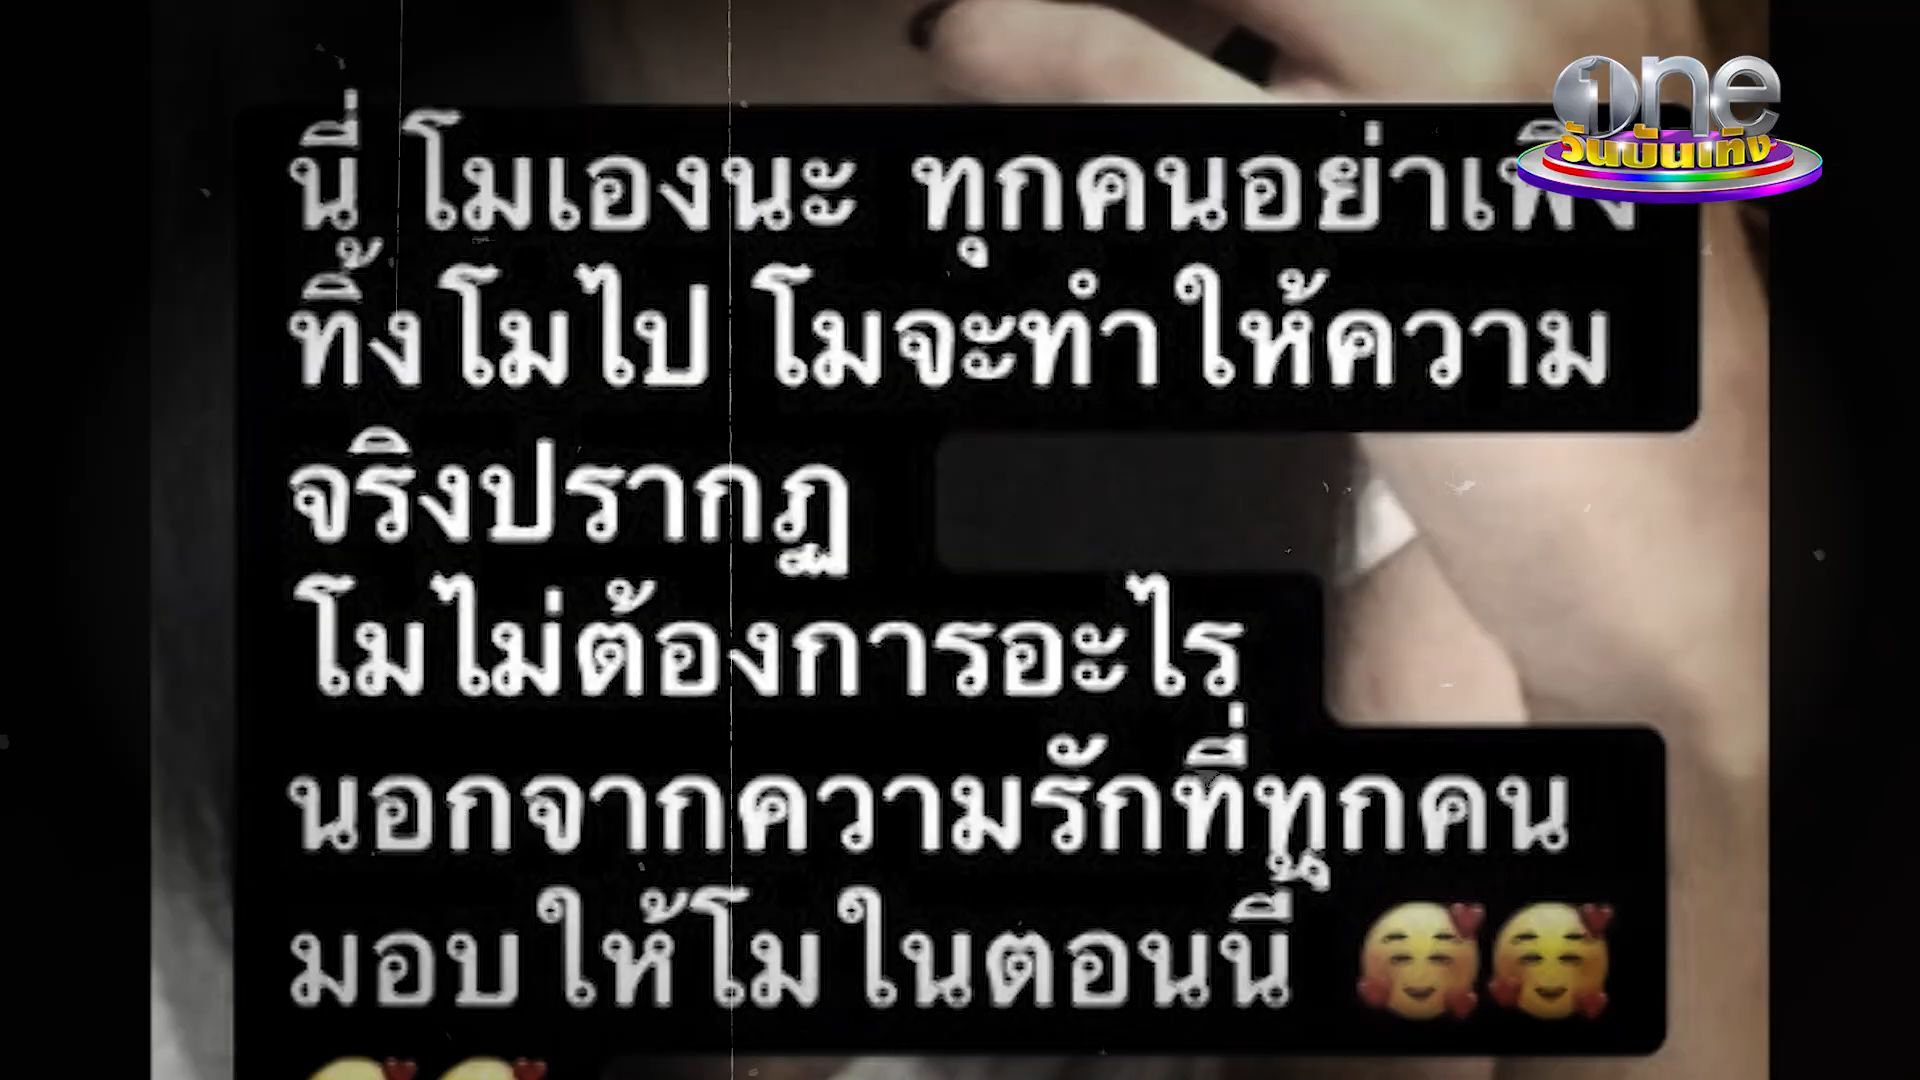 one
วันบันเทิง
นี่ โมเองนะ ทุกคนอย่าเพิ่ง
ทิ้งโมไป โมจะทำให้ความ
จริงปรากฏ
โมไม่ต้องการอะไร
นอกจากความรักที่ทุกคน
มอบให้โมในตอนนี้ 🥰🥰
🥰🥰